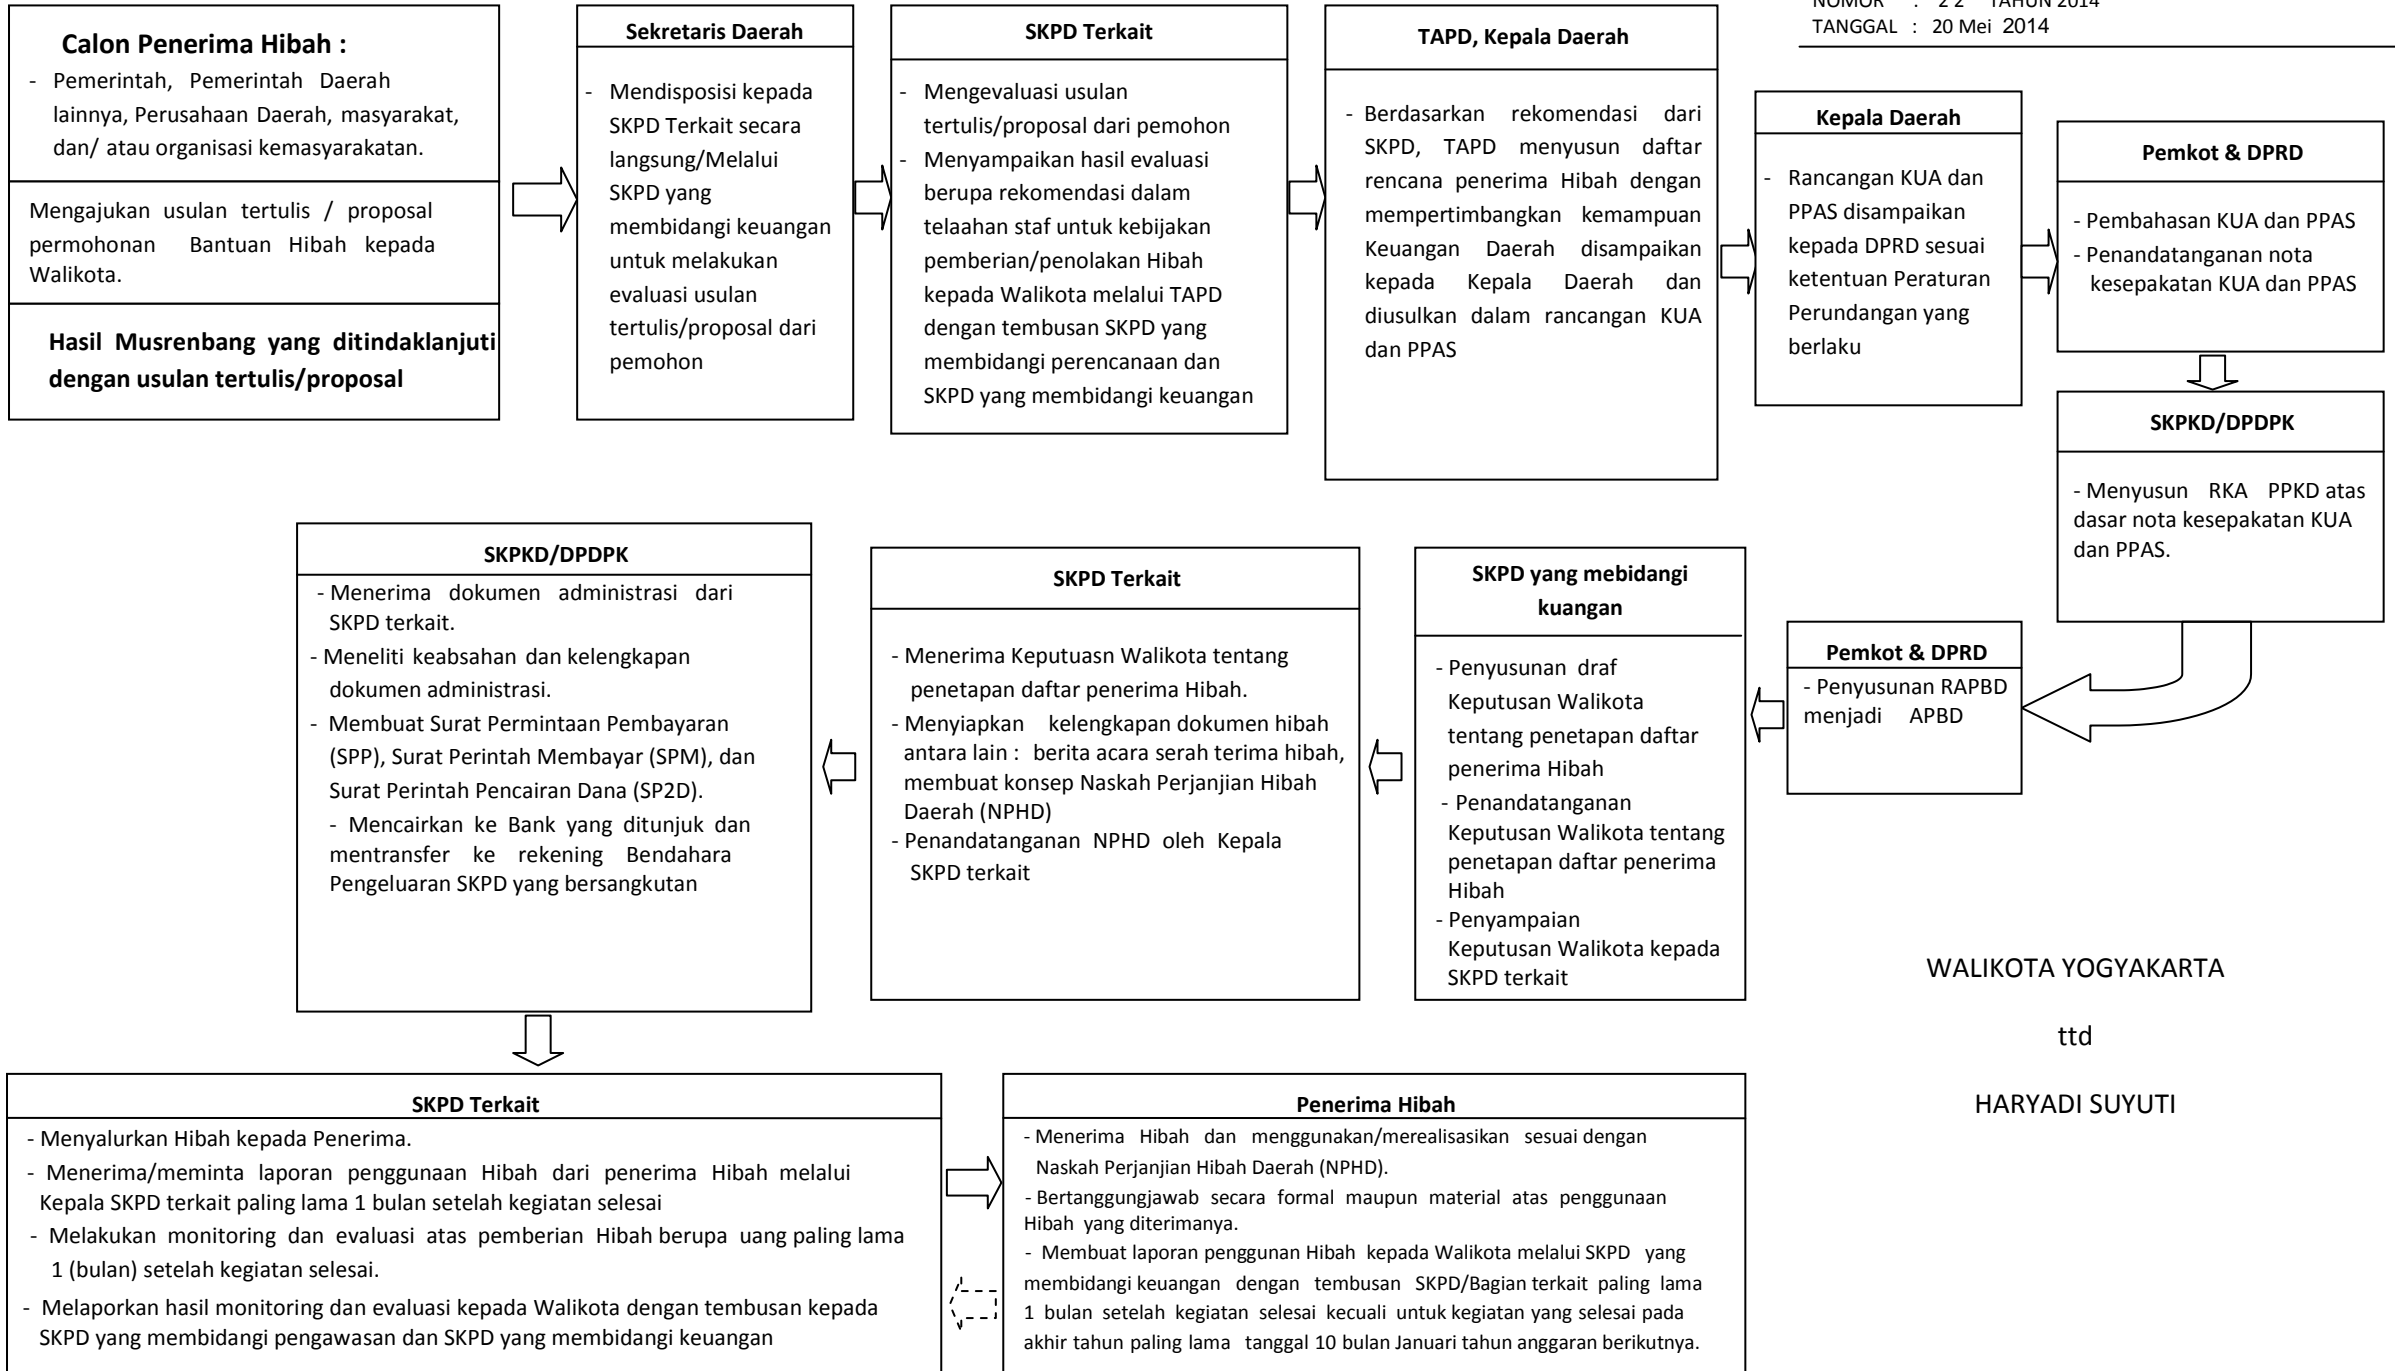 NOMOR : 2 2 TAHUN 2014
TANGGAL : 20 Mei 2014
Calon Penerima Hibah :
- Pemerintah, Pemerintah Daerah
lainnya, Perusahaan Daerah, masyarakat,
dan/ atau organisasi kemasyarakatan.
Mengajukan usulan tertulis / proposal
permohonan Bantuan Hibah kepada
Walikota.
Hasil Musrenbang yang ditindaklanjuti
dengan usulan tertulis/proposal
Sekretaris Daerah
- Mendisposisi kepada
SKPD Terkait secara
langsung/Melalui
SKPD yang
membidangi keuangan
untuk melakukan
evaluasi usulan
tertulis/proposal dari
pemohon
SKPD Terkait
- Mengevaluasi usulan
tertulis/proposal dari pemohon
- Menyampaikan hasil evaluasi
berupa rekomendasi dalam
telaahan staf untuk kebijakan
pemberian/penolakan Hibah
kepada Walikota melalui TAPD
dengan tembusan SKPD yang
membidangi perencanaan dan
SKPD yang membidangi keuangan
TAPD, Kepala Daerah
- Berdasarkan rekomendasi dari
SKPD, TAPD menyusun daftar
rencana penerima Hibah dengan
mempertimbangkan kemampuan
Keuangan Daerah disampaikan
kepada Kepala Daerah dan
diusulkan dalam rancangan KUA
dan PPAS
Kepala Daerah
- Rancangan KUA dan
PPAS disampaikan
kepada DPRD sesuai
ketentuan Peraturan
Perundangan yang
berlaku
Pemkot & DPRD
- Pembahasan KUA dan PPAS
- Penandatanganan nota
kesepakatan KUA dan PPAS
SKPKD/DPDPK
- Menyusun RKA PPKD atas
dasar nota kesepakatan KUA
dan PPAS.
Pemkot & DPRD
- Penyusunan RAPBD
menjadi APBD
SKPD yang mebidangi
kuangan
- Penyusunan draf
Keputusan Walikota
tentang penetapan daftar
penerima Hibah
- Penandatanganan
Keputusan Walikota tentang
penetapan daftar penerima
Hibah
- Penyampaian
Keputusan Walikota kepada
SKPD terkait
SKPD Terkait
- Menerima Keputuasn Walikota tentang
penetapan daftar penerima Hibah.
- Menyiapkan kelengkapan dokumen hibah
antara lain : berita acara serah terima hibah,
membuat konsep Naskah Perjanjian Hibah
Daerah (NPHD)
- Penandatanganan NPHD oleh Kepala
SKPD terkait
SKPKD/DPDPK
- Menerima dokumen administrasi dari
SKPD terkait.
- Meneliti keabsahan dan kelengkapan
dokumen administrasi.
- Membuat Surat Permintaan Pembayaran
(SPP), Surat Perintah Membayar (SPM), dan
Surat Perintah Pencairan Dana (SP2D).
- Mencairkan ke Bank yang ditunjuk dan
mentransfer ke rekening Bendahara
Pengeluaran SKPD yang bersangkutan
SKPD Terkait
- Menyalurkan Hibah kepada Penerima.
- Menerima/meminta laporan penggunaan Hibah dari penerima Hibah melalui
Kepala SKPD terkait paling lama 1 bulan setelah kegiatan selesai
- Melakukan monitoring dan evaluasi atas pemberian Hibah berupa uang paling lama
1 (bulan) setelah kegiatan selesai.
- Melaporkan hasil monitoring dan evaluasi kepada Walikota dengan tembusan kepada
SKPD yang membidangi pengawasan dan SKPD yang membidangi keuangan
Penerima Hibah
- Menerima Hibah dan menggunakan/merealisasikan sesuai dengan
Naskah Perjanjian Hibah Daerah (NPHD).
- Bertanggungjawab secara formal maupun material atas penggunaan
Hibah yang diterimanya.
- Membuat laporan penggunan Hibah kepada Walikota melalui SKPD yang
membidangi keuangan dengan tembusan SKPD/Bagian terkait paling lama
1 bulan setelah kegiatan selesai kecuali untuk kegiatan yang selesai pada
akhir tahun paling lama tanggal 10 bulan Januari tahun anggaran berikutnya.
WALIKOTA YOGYAKARTA
ttd
HARYADI SUYUTI